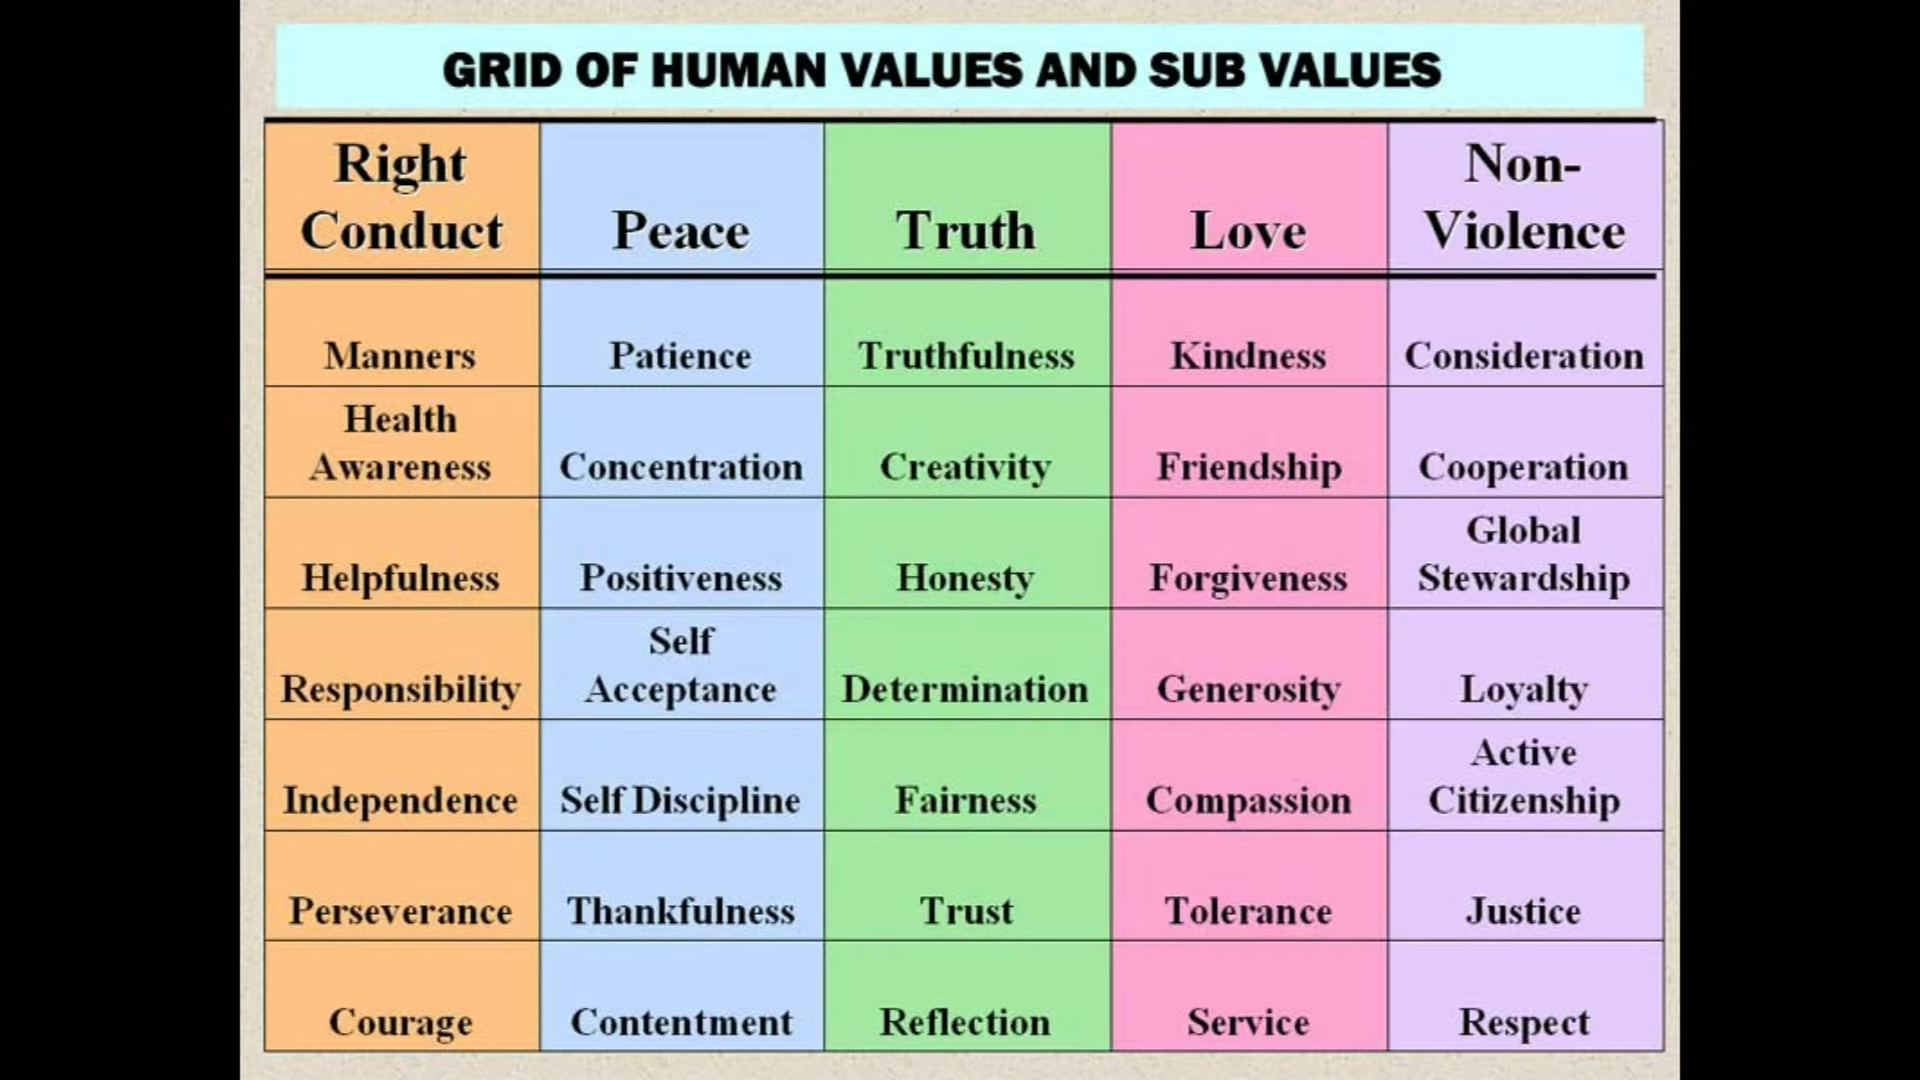 GRID OF HUMAN VALUES AND SUB VALUES
Right
Conduct
Peace
Truth
Love
Non-
Violence
Manners
Patience
Truthfulness
Kindness
Consideration
Health
Awareness
Concentration
Creativity
Friendship
Cooperation
Helpfulness
Positiveness
Honesty
Forgiveness
Global
Stewardship
Responsibility
Self
Acceptance
Determination
Generosity
Loyalty
Independence
Self Discipline
Fairness
Compassion
Active
Citizenship
Perseverance
Thankfulness
Trust
Tolerance
Justice
Courage
Contentment
Reflection
Service
Respect